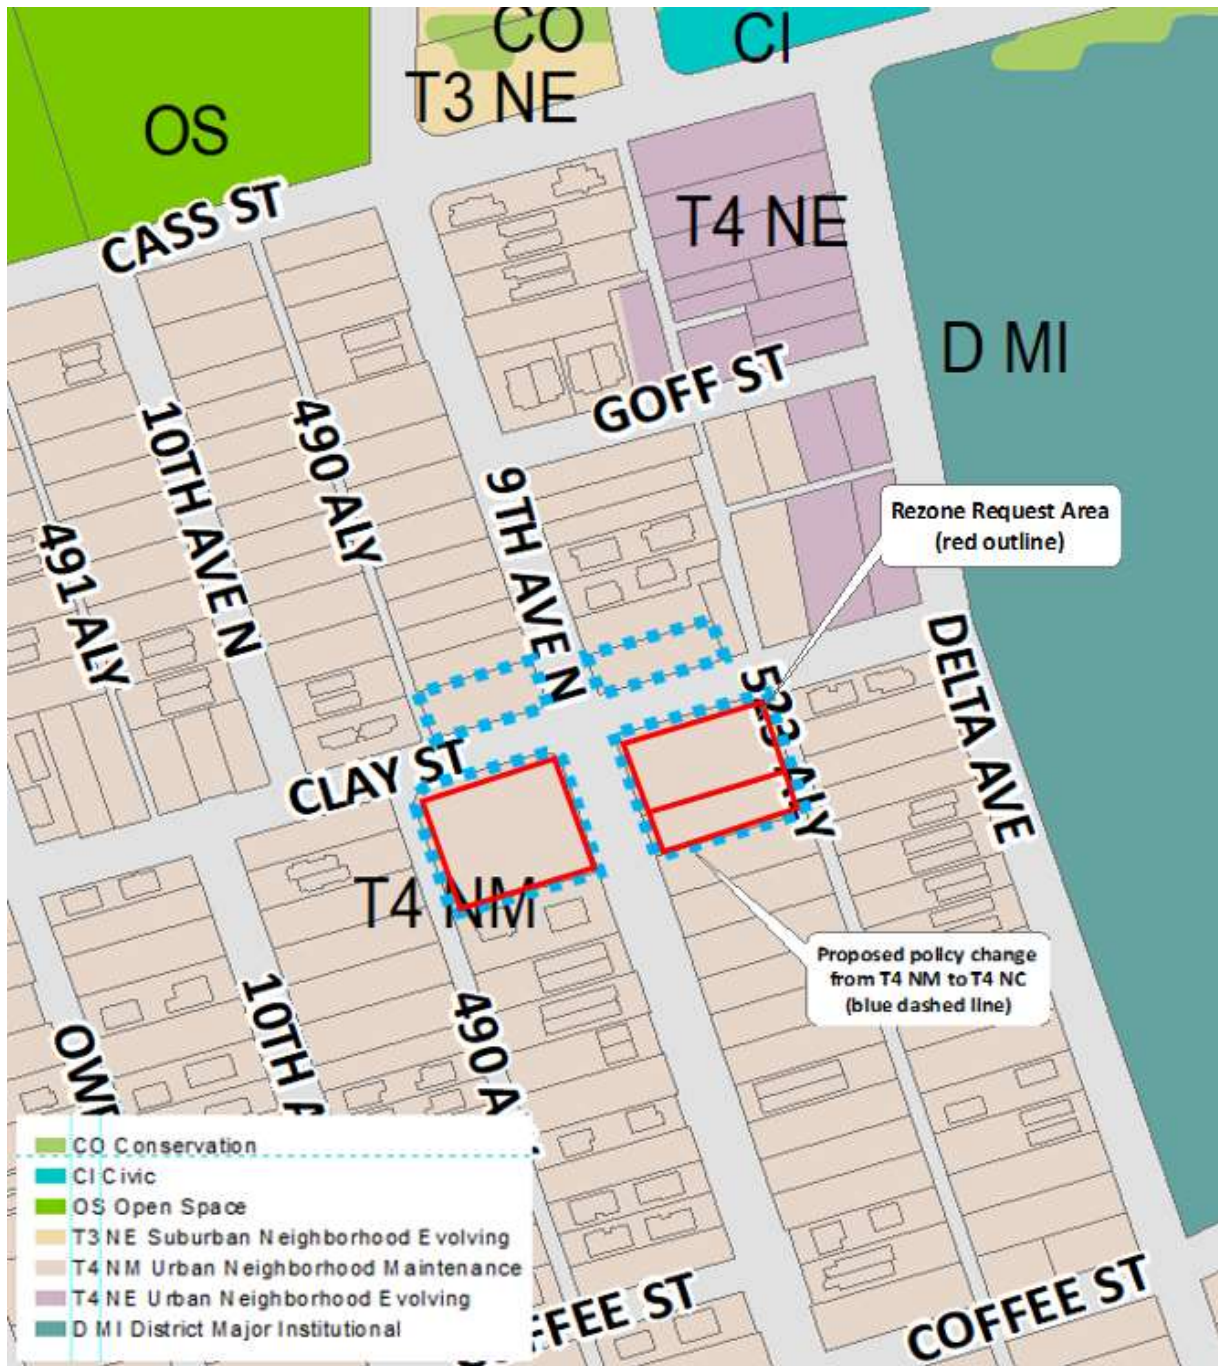 CO
CI
T3 NE
OS
CASS ST
T4 NE
D MI
GOFF ST
10TH AVE N
490 ALY
9TH AVE N
491 ALY
Rezone Request Area
(red outline)
523 ALY
DELTA AVE
CLAY ST
T4 NM
Proposed policy change
from T4 NM to T4 NC
(blue dashed line)
10TH A
490 A
OW
CO Conservation
CI Civic
OS Open Space
T3 NE Suburban Neighborhood Evolving
T4 NM Urban Neighborhood Maintenance
T4 NE Urban Neighborhood Evolving
D MI District Major Institutional
FFEE ST
COFFEE ST